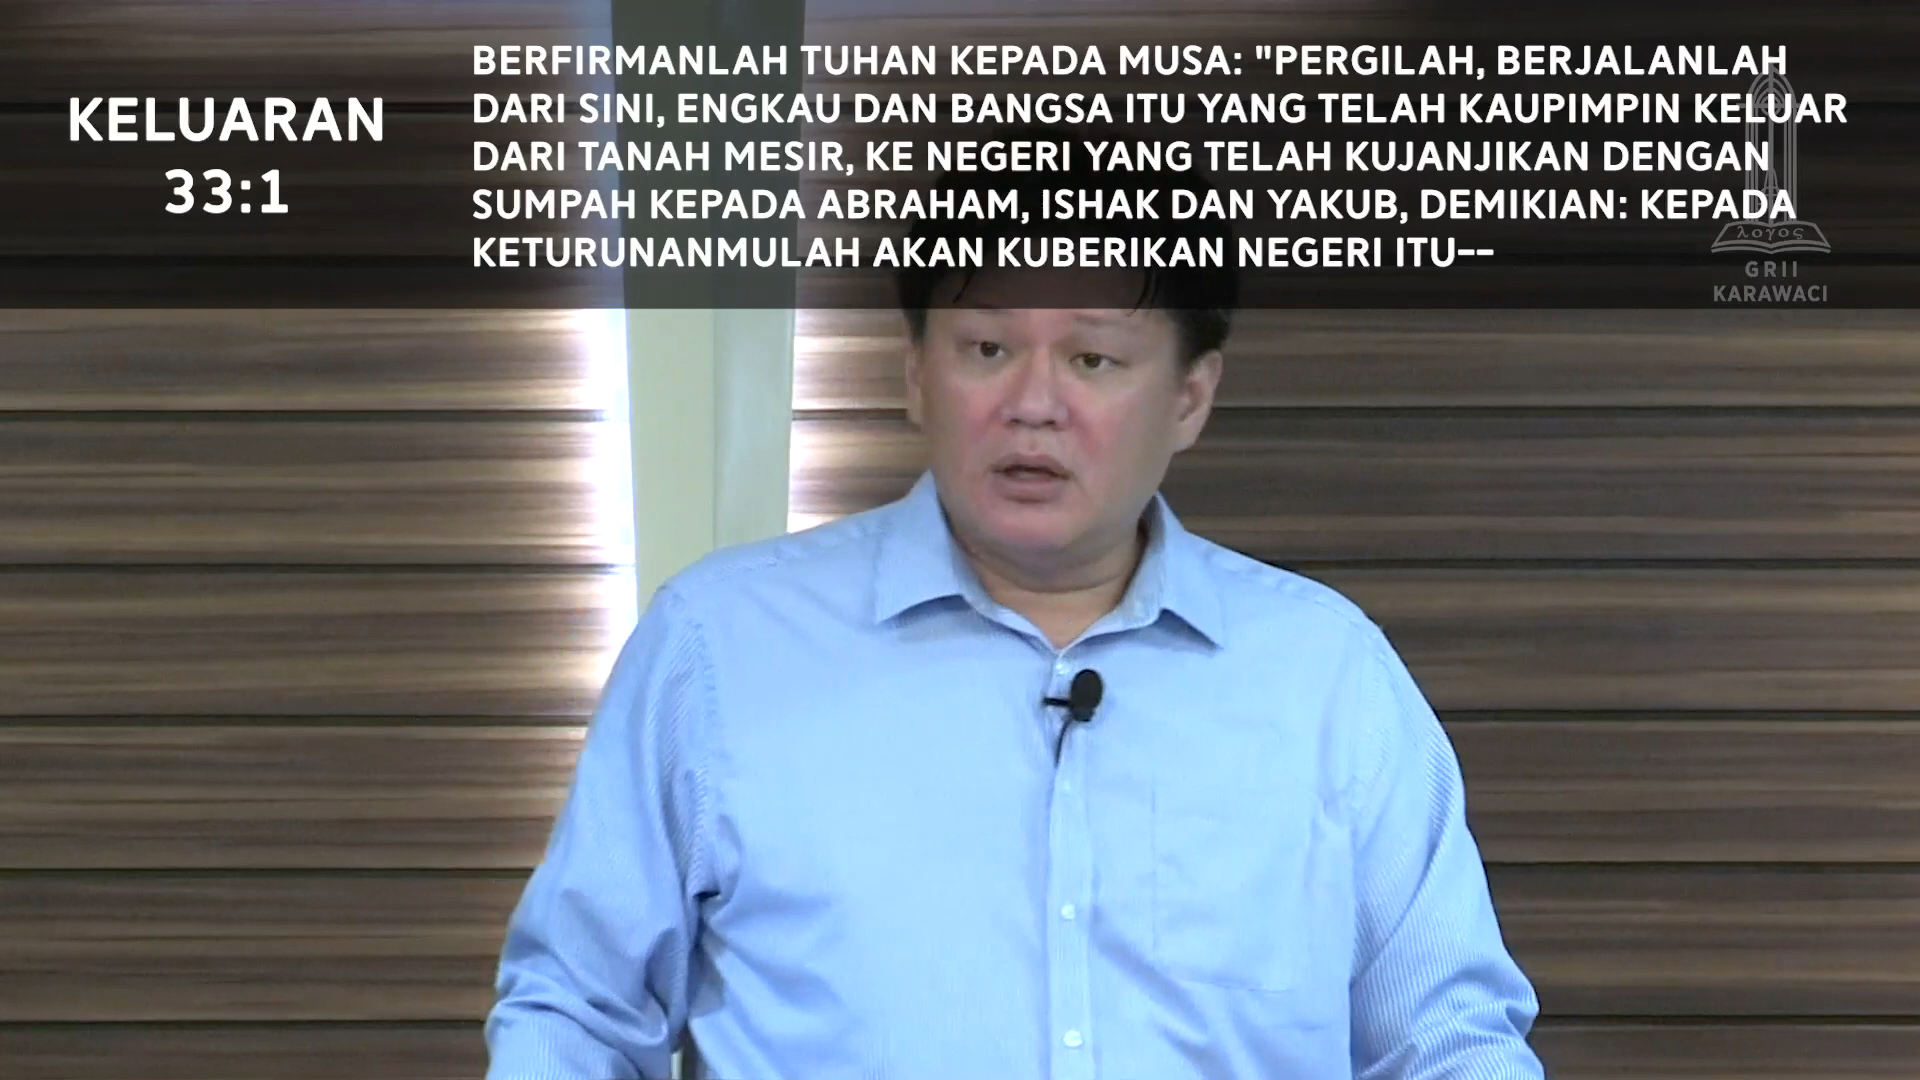 KELUARAN
33:1
BERFIRMANLAH TUHAN KEPADA MUSA: "PERGILAH, BERJALANLAH
DARI SINI, ENGKAU DAN BANGSA ITU YANG TELAH KAUPIMPIN KELUAR
DARI TANAH MESIR, KE NEGERI YANG TELAH KUJANJIKAN DENGAN
SUMPAH KEPADA ABRAHAM, ISHAK DAN YAKUB, DEMIKIAN: KEPADA
KETURUNANMULAH AKAN KUBERIKAN NEGERI ITU--
λογος
GRII
KARAWACI